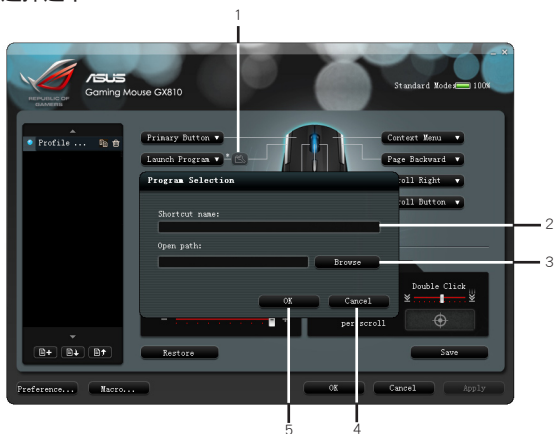 1
REPUBLIC OF
GAMERS
ASUS
Gaming Mouse GX810
Standard Mode
100%
Profile ...
Primary Button
Launch Program
Context Menu
Page Backward
Program Selection
roll Right
roll Button
Shortcut name:
2
Open path:
Browse
3
Double Click
OK
Cancel
per scroll
Restore
Save
Preference...
Macro...
OK
Cancel
Apply
5
4